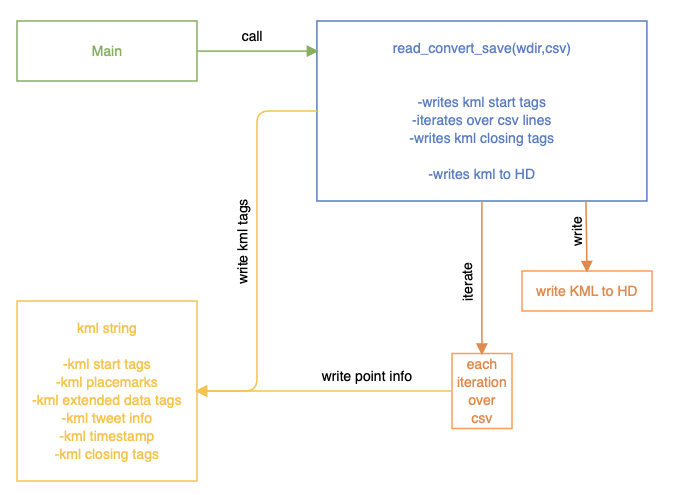 Main
call
read_convert_save(wdir,csv)
-writes kml start tags
-iterates over csv lines
-writes kml closing tags
-writes kml to HD
write kml tags
iterate
write
write KML to HD
kml string
-kml start tags
-kml placemarks
-kml extended data tags
-kml tweet info
-kml timestamp
-kml closing tags
write point info
each
iteration
over
csv